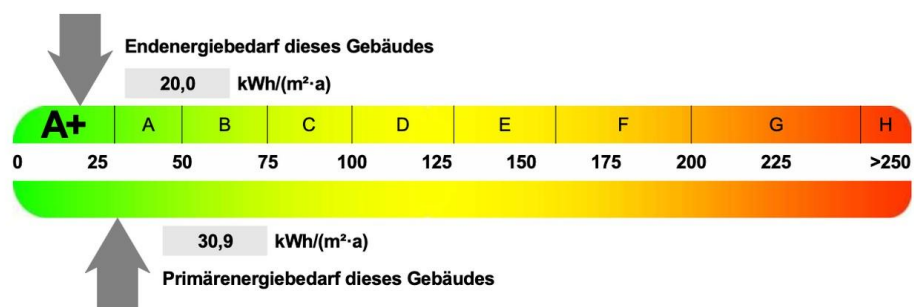 Endenergiebedarf dieses Gebäudes
20,0 kWh/(m²·a)
A+ A B C D E F G H
0 25 50 75 100 125 150 175 200 225 >250
30,9 kWh/(m²·a)
Primärenergiebedarf dieses Gebäudes